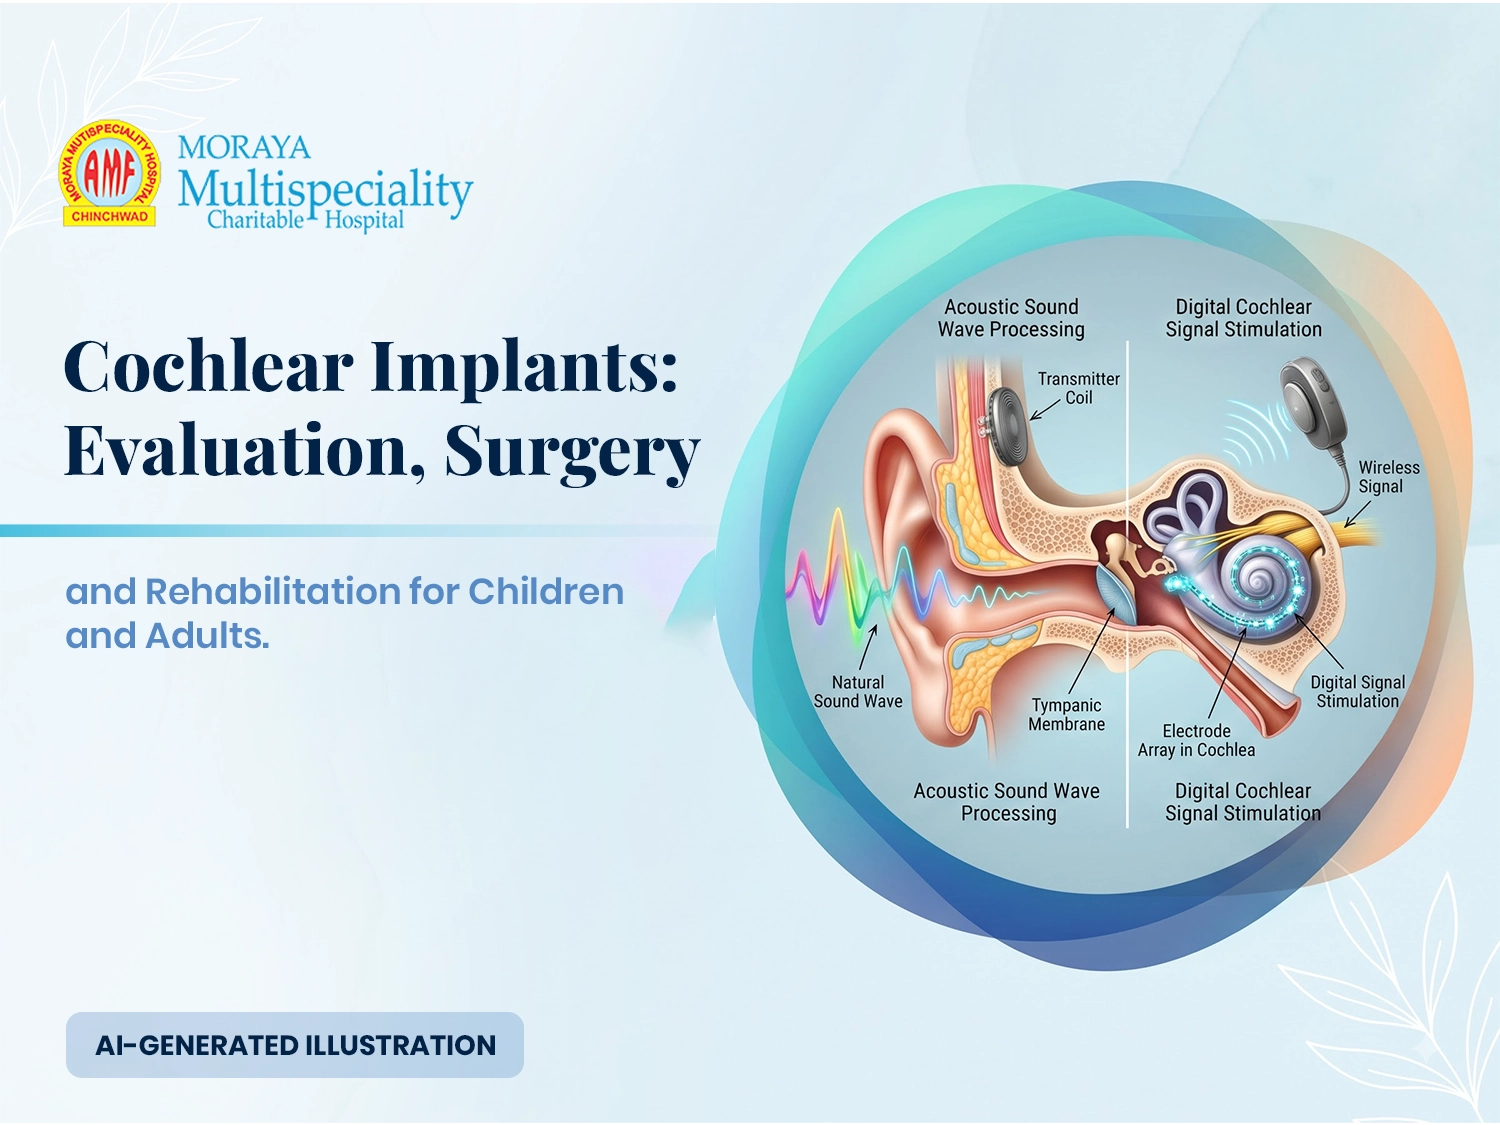 MORAYA MUTISPECIALITY HOSPITAL
AMF
CHINCHWAD
MORAYA
Multispeciality
Charitable Hospital
Cochlear Implants:
Evaluation, Surgery
and Rehabilitation for Children
and Adults.
AI-GENERATED ILLUSTRATION
Acoustic Sound
Wave Processing
Digital Cochlear
Signal Stimulation
Transmitter
Coil
Wireless
Signal
Natural
Sound Wave
Tympanic
Membrane
Electrode
Array in Cochlea
Digital Signal
Stimulation
Acoustic Sound Wave
Processing
Digital Cochlear
Signal Stimulation